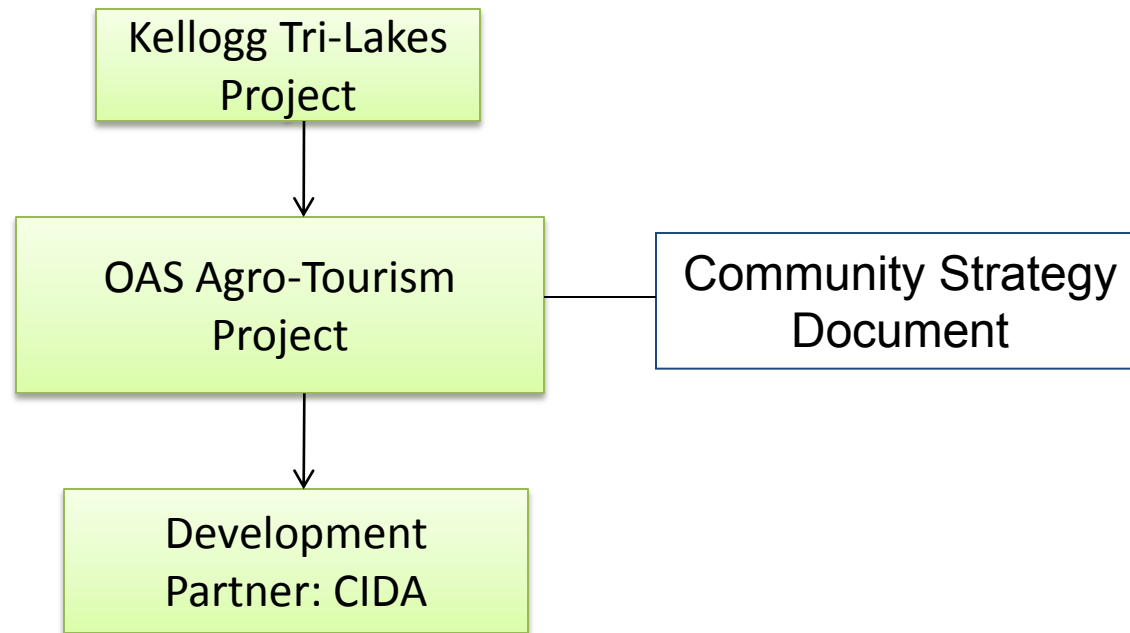 Kellogg Tri-Lakes
Project
OAS Agro-Tourism
Project
Community Strategy
Document
Development
Partner: CIDA